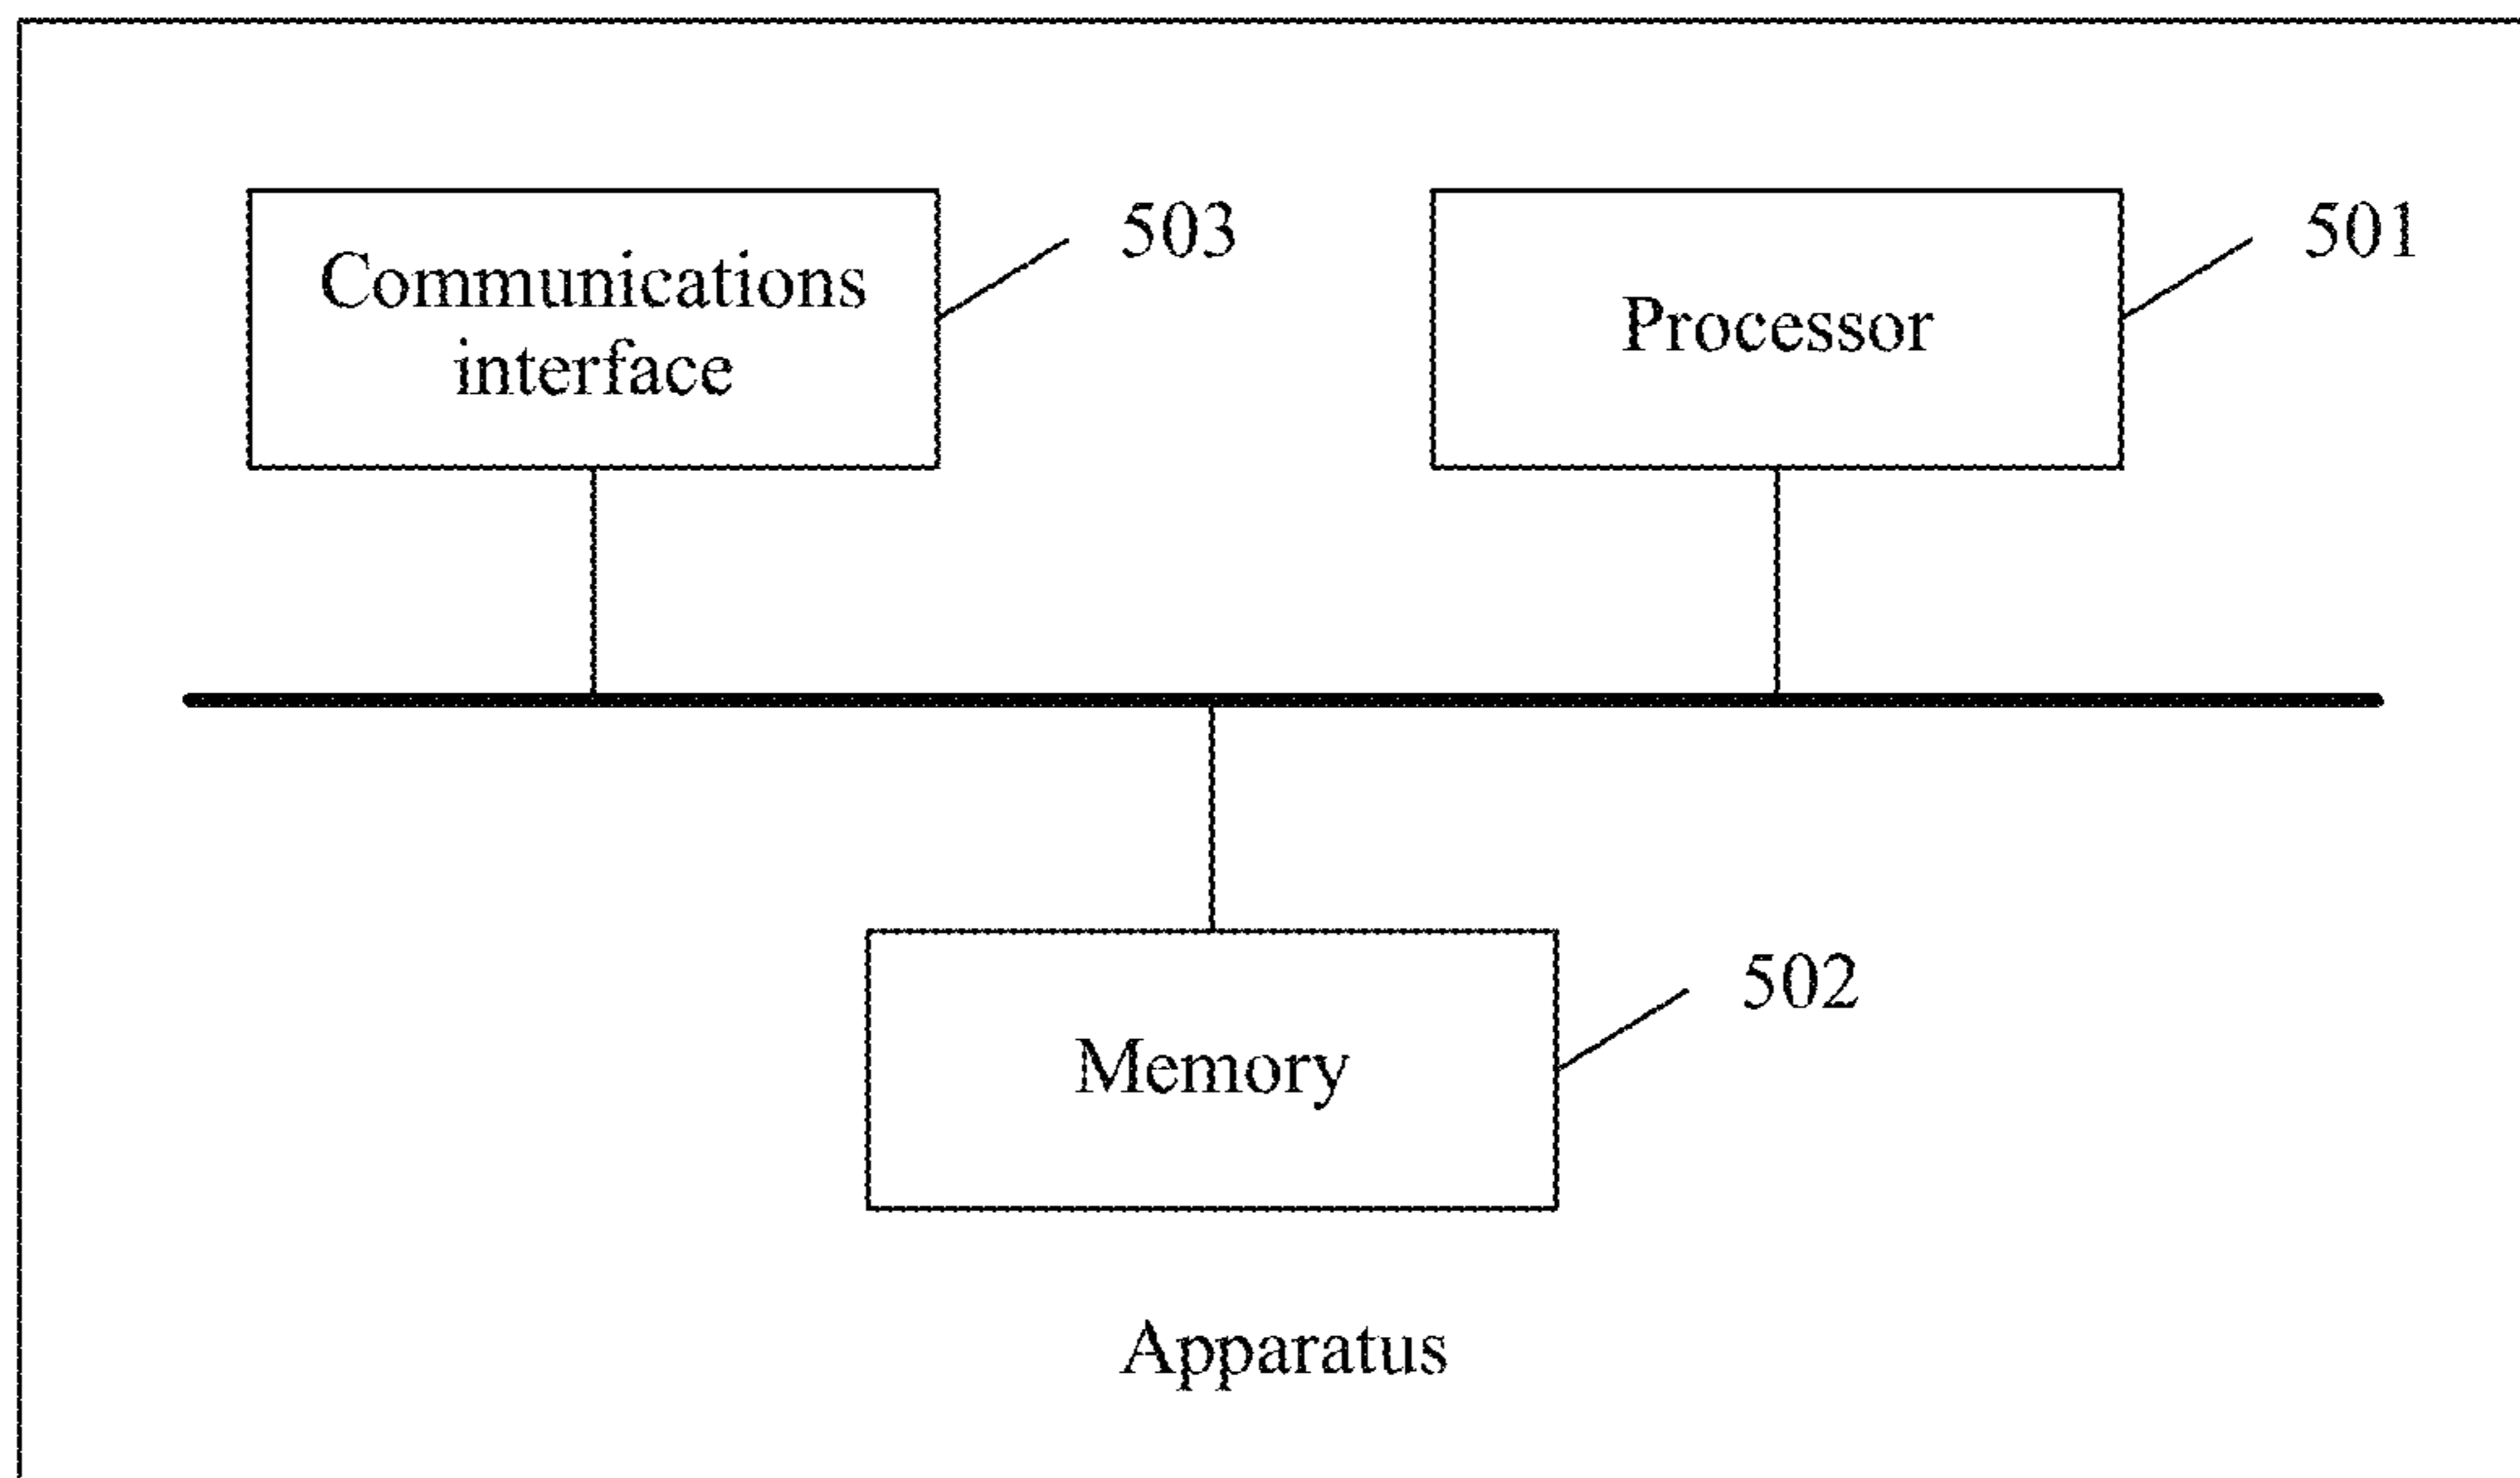 Communications
interface
503
Processor
501
Memory
502
Apparatus